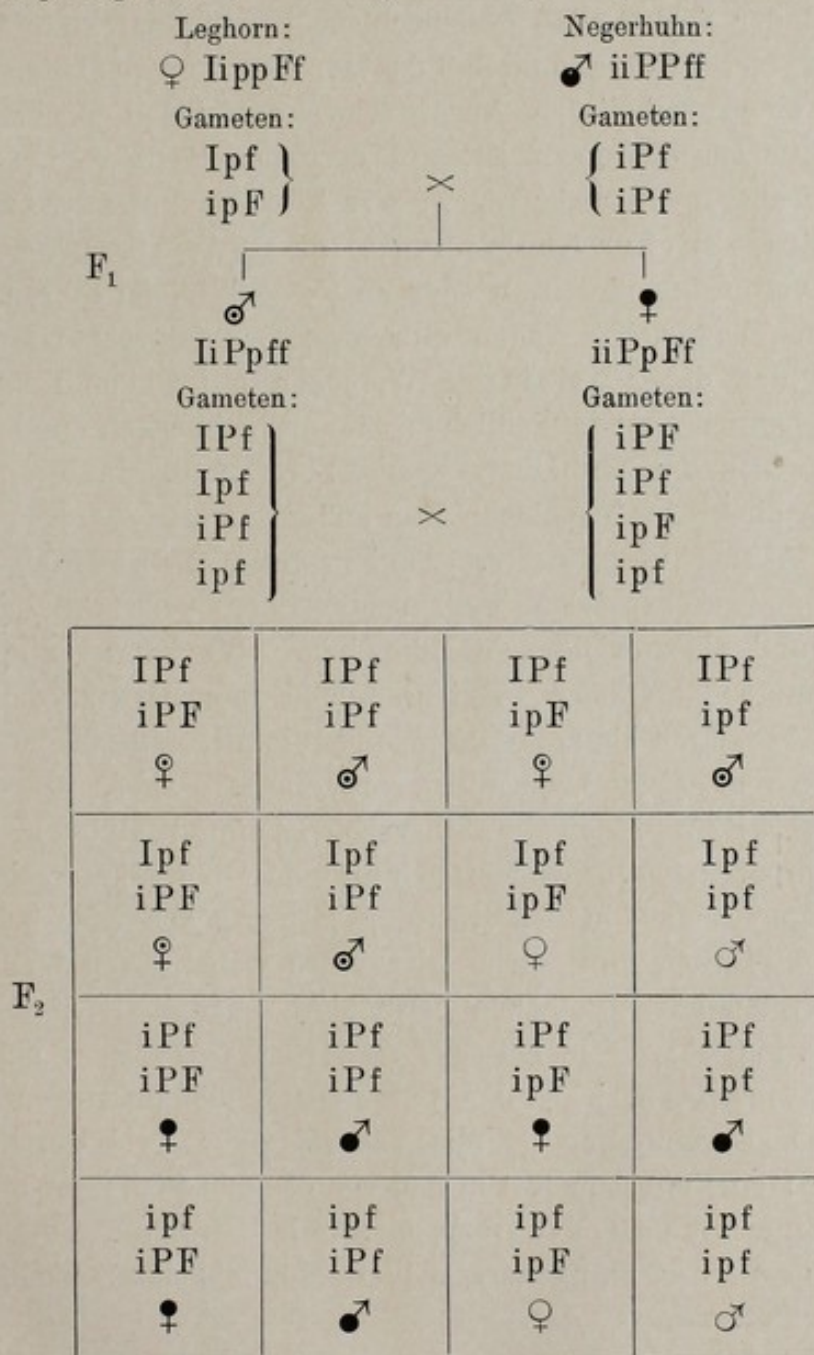 Leghorn: Negerhuhn:
♀ IippFf ♂ iiPPff
Gameten: Gameten:
Ipf } { iPf
ipF × iPf
F₁
♂ ♀
IiPpff iiPpFf
Gameten: Gameten:
IPf iPF
Ipf iPf
iPf × ipF
ipf ipf
IPf IPf IPf IPf
iPF iPf ipF ipf
♀ ♂ ♀ ♂
Ipf Ipf Ipf Ipf
iPF iPf ipF ipf
♀ ♂ ♀ ♂
F₂
iPf iPf iPf iPf
iPF iPf ipF ipf
♀ ♂ ♀ ♂
ipf ipf ipf ipf
iPF iPf ipF ipf
♀ ♂ ♀ ♂